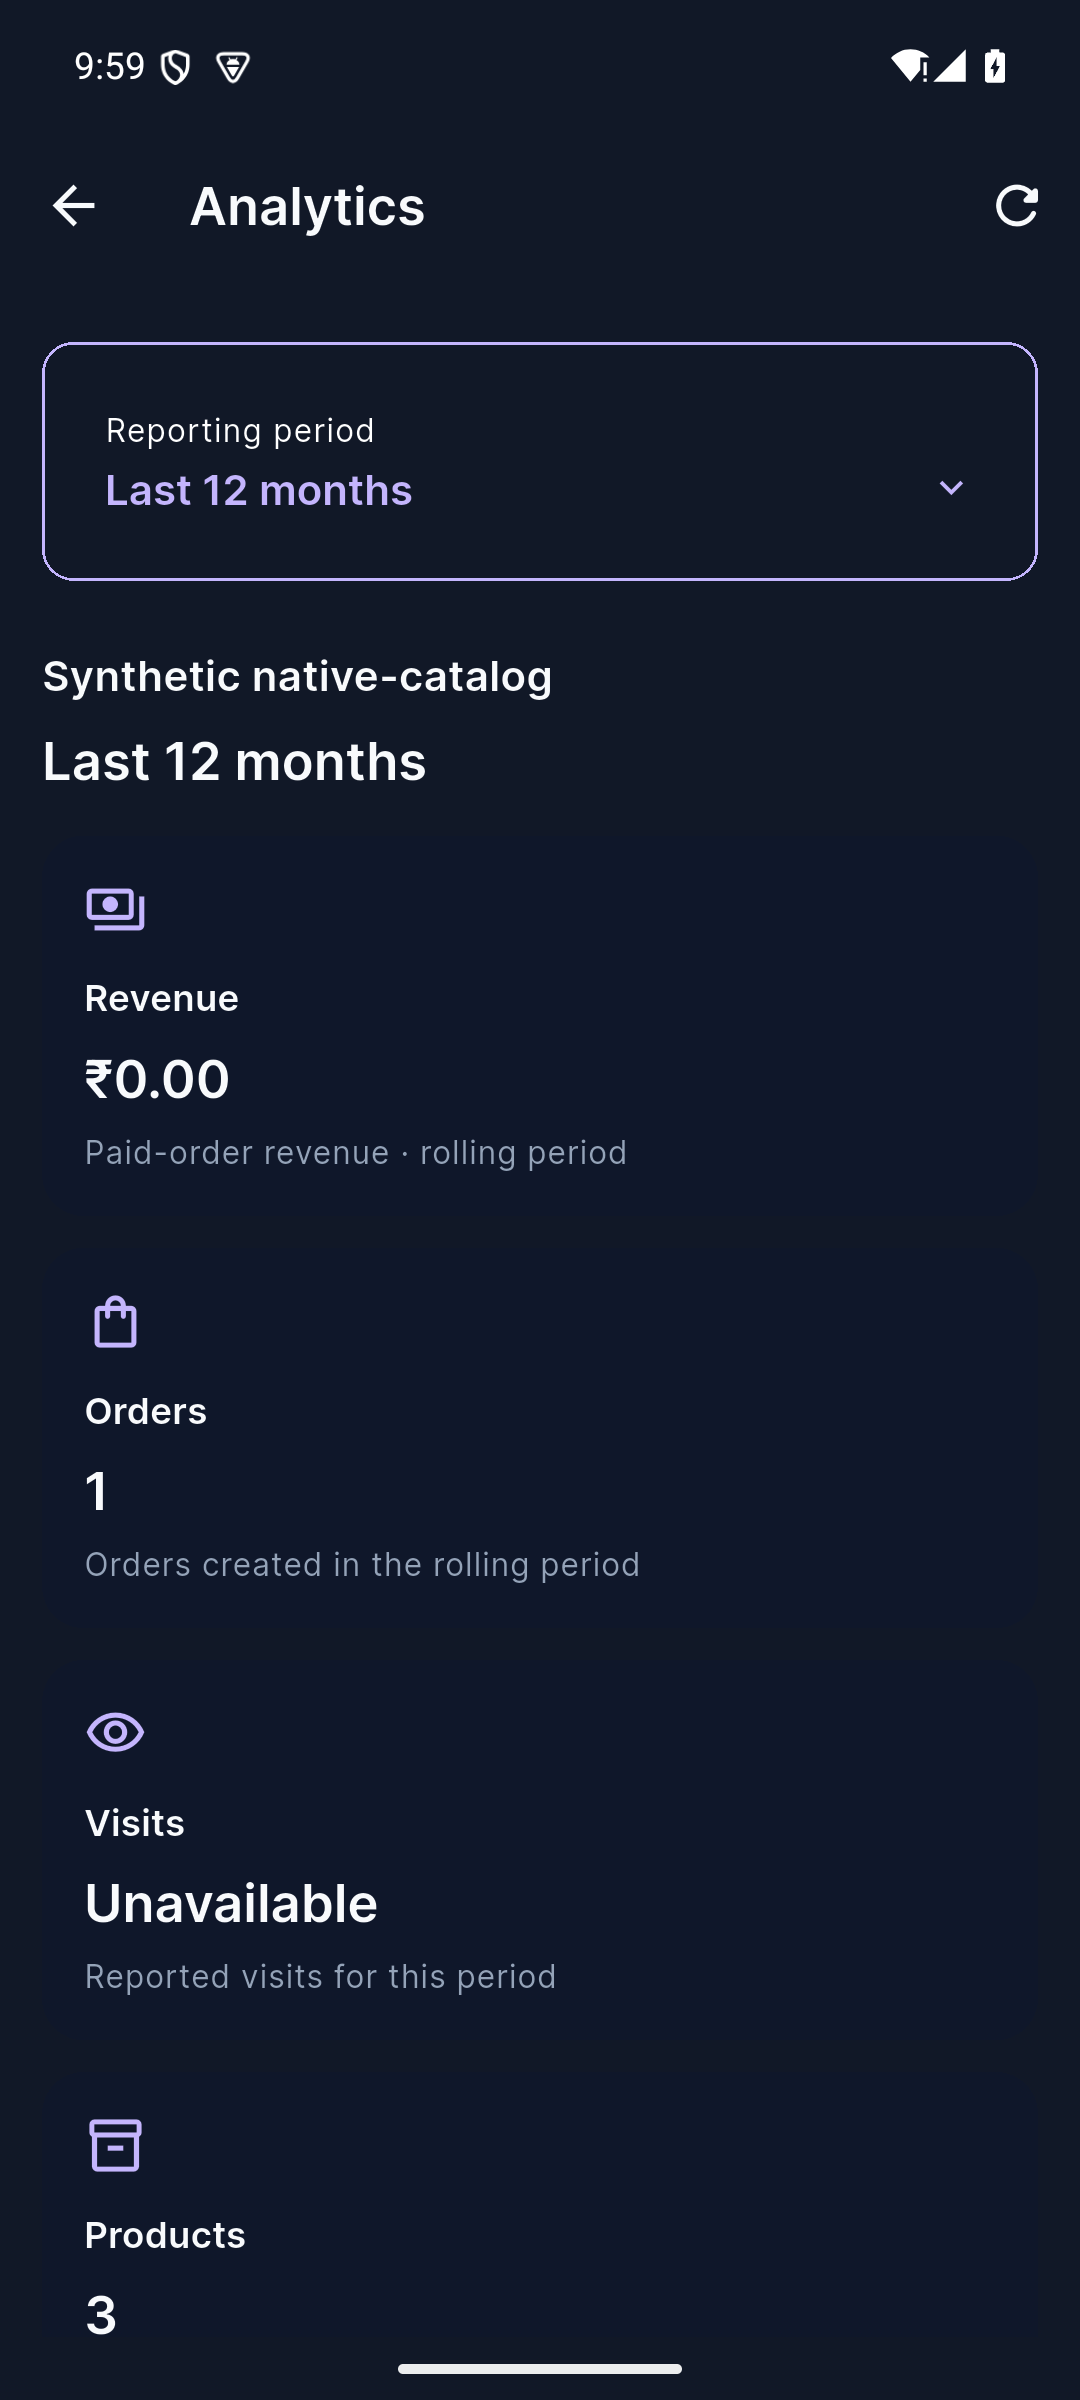 9:59
Analytics
Reporting period
Last 12 months
Synthetic native-catalog
Last 12 months
Revenue
₹0.00
Paid-order revenue · rolling period
Orders
1
Orders created in the rolling period
Visits
Unavailable
Reported visits for this period
Products
3